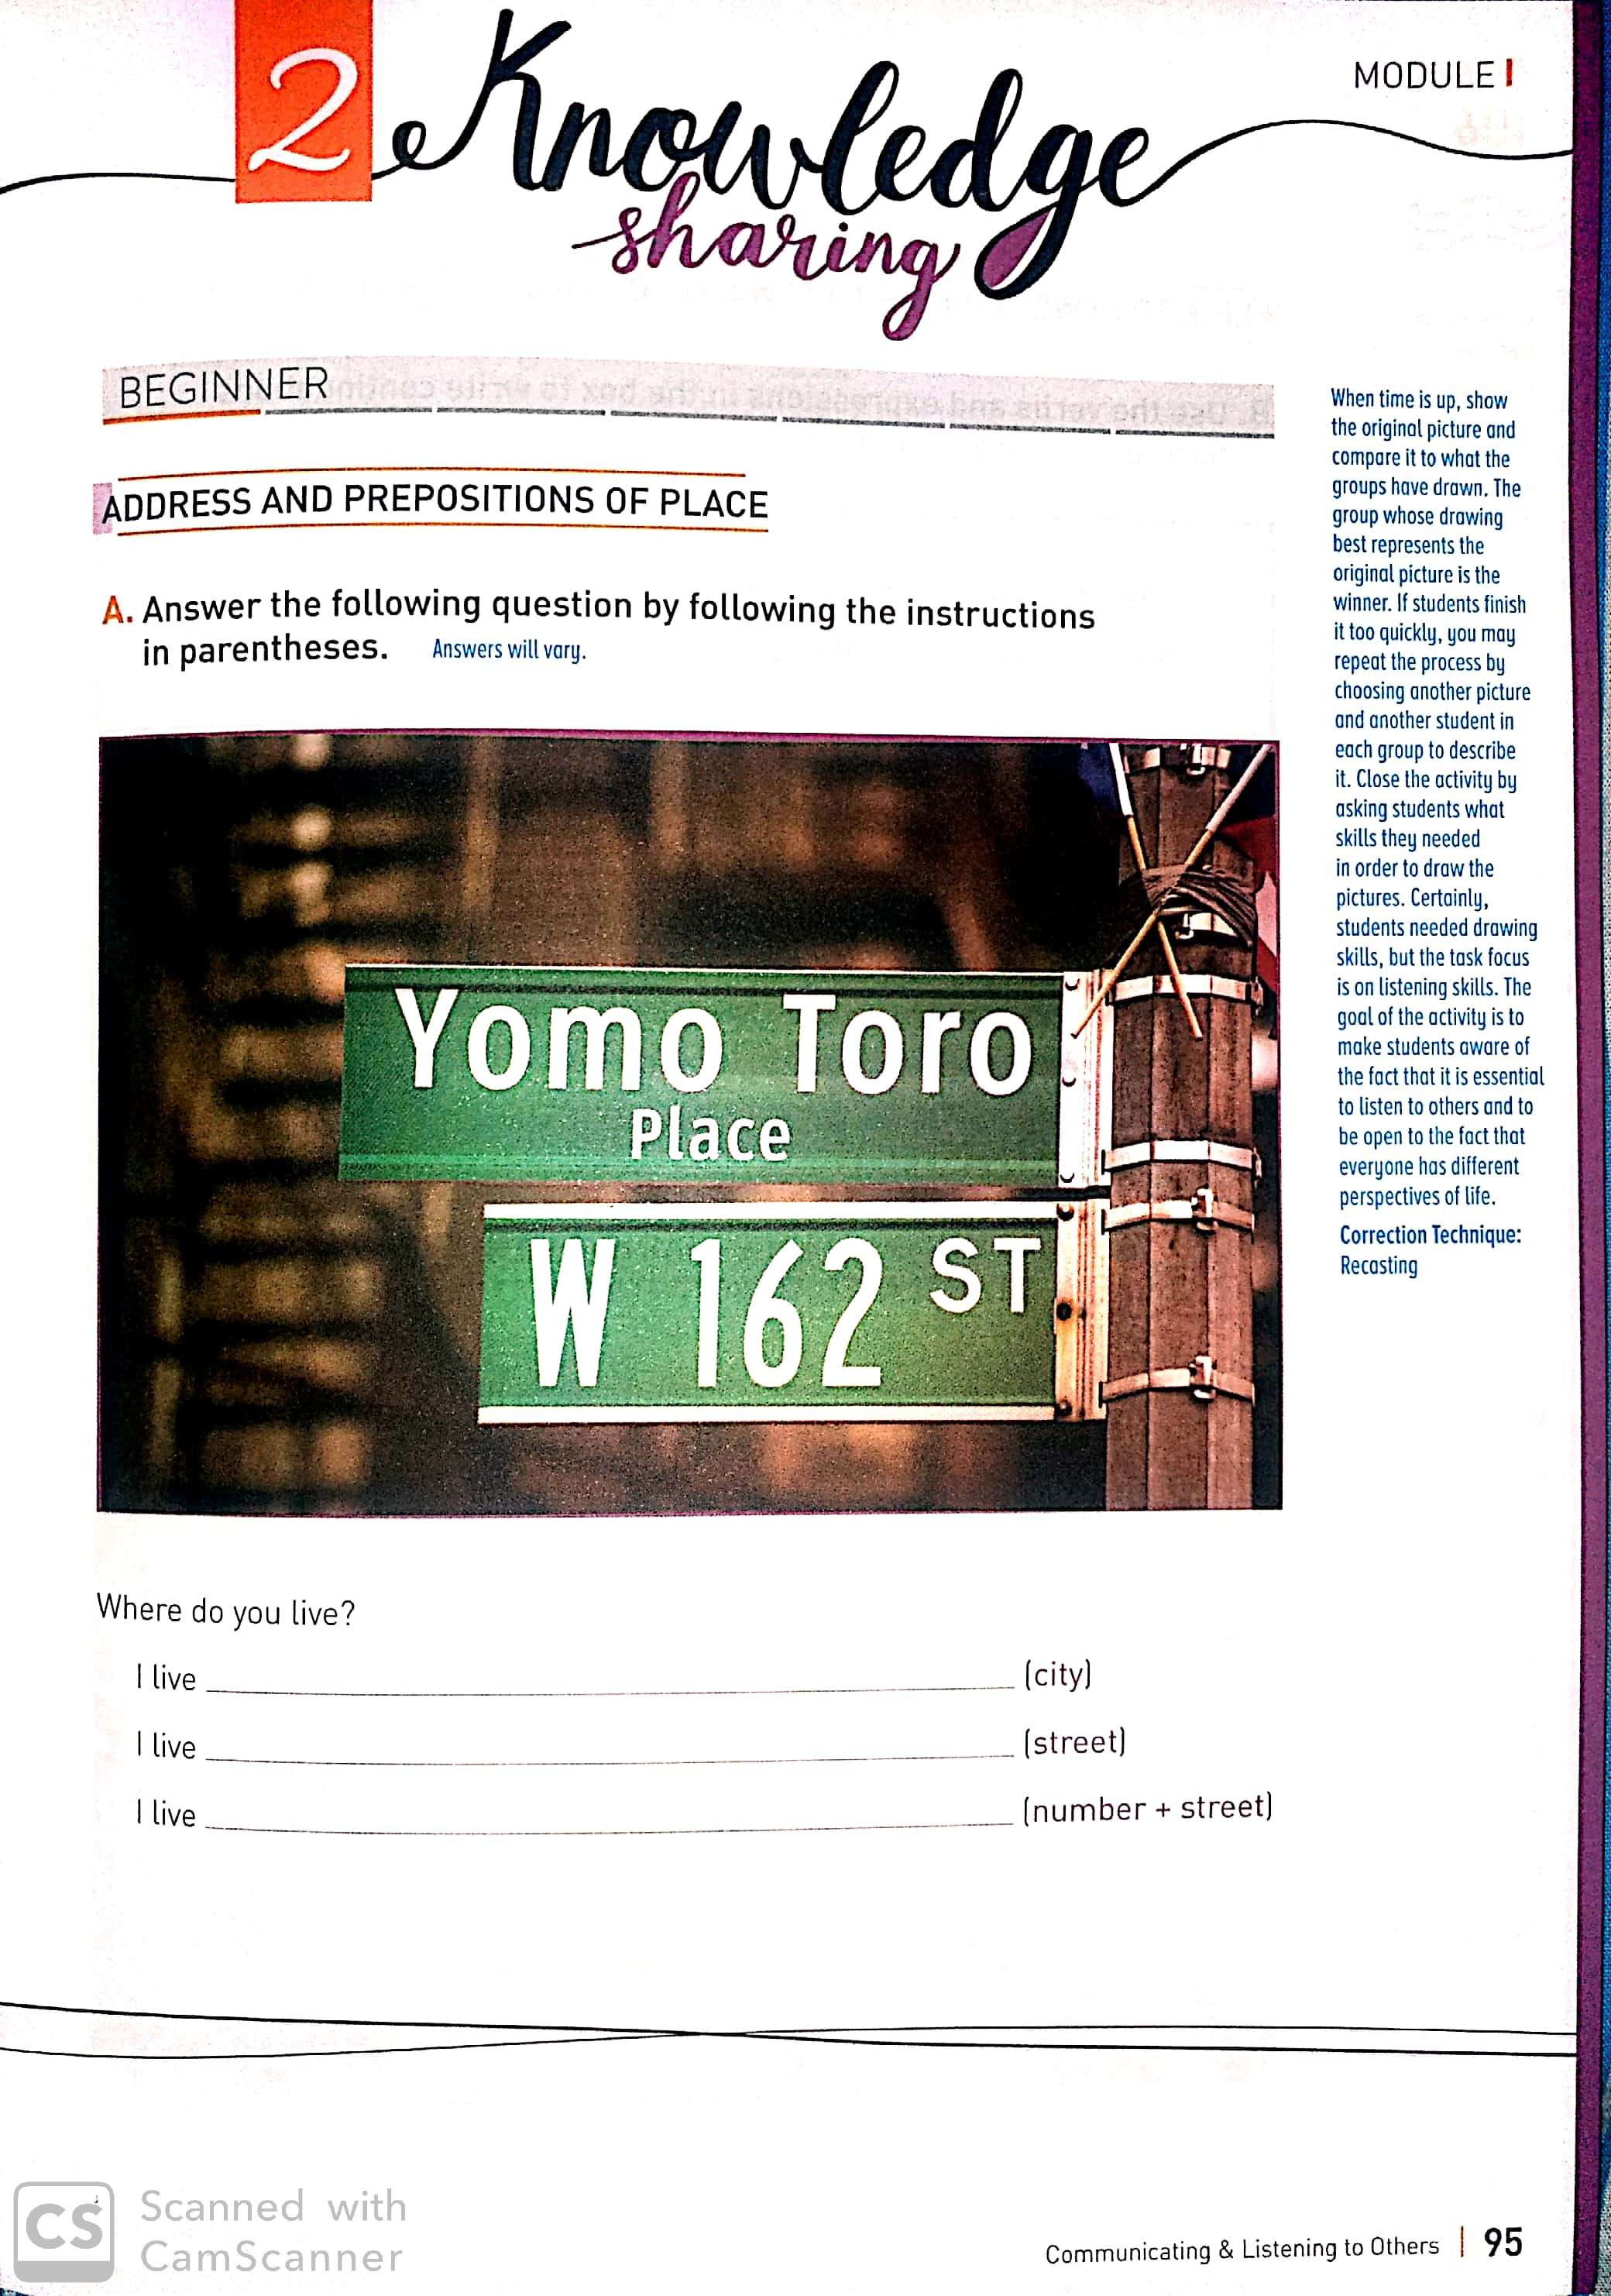 2 Knowledge
sharing
MODULE 1
BEGINNER
ADDRESS AND PREPOSITIONS OF PLACE
A. Answer the following question by following the instructions
in parentheses. Answers will vary.
Yomo Toro
Place
W 162 ST
Where do you live?
I live (city)
I live (street)
I live (number + street)
When time is up, show
the original picture and
compare it to what the
groups have drawn. The
group whose drawing
best represents the
original picture is the
winner. If students finish
it too quickly, you may
repeat the process by
choosing another picture
and another student in
each group to describe
it. Close the activity by
asking students what
skills they needed
in order to draw the
pictures. Certainly,
students needed drawing
skills, but the task focus
is on listening skills. The
goal of the activity is to
make students aware of
the fact that it is essential
to listen to others and to
be open to the fact that
everyone has different
perspectives of life.
Correction Technique:
Recasting
CS Scanned with
CamScanner
Communicating & Listening to Others | 95